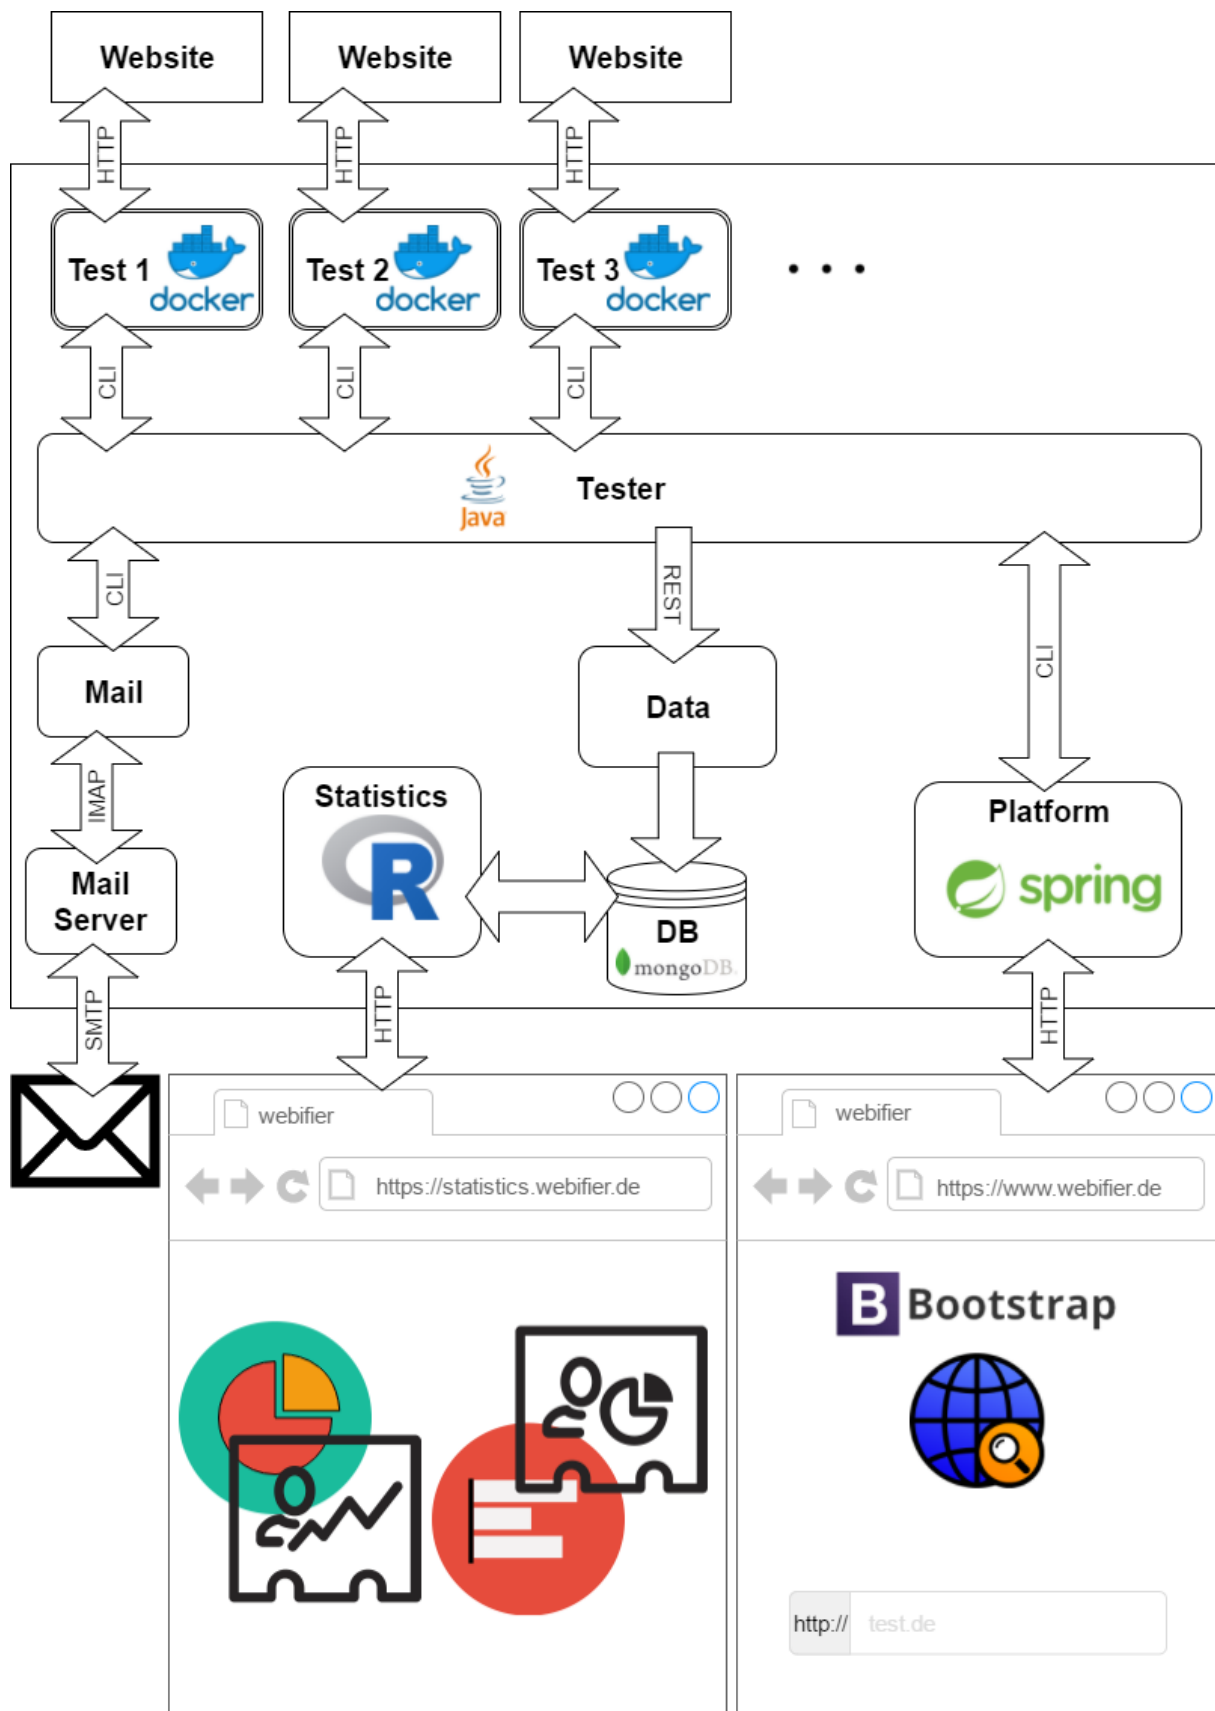 Website
Website
Website
HTTP
HTTP
HTTP
Test 1
docker
Test 2
docker
Test 3
docker
. . .
CLI
CLI
CLI
Java
Tester
CLI
REST
CLI
Mail
Data
IMAP
Statistics
R
Platform
spring
Mail
Server
DB
mongoDB
SMTP
HTTP
HTTP
webifier
https://statistics.webifier.de
webifier
https://www.webifier.de
B Bootstrap
http:// test.de